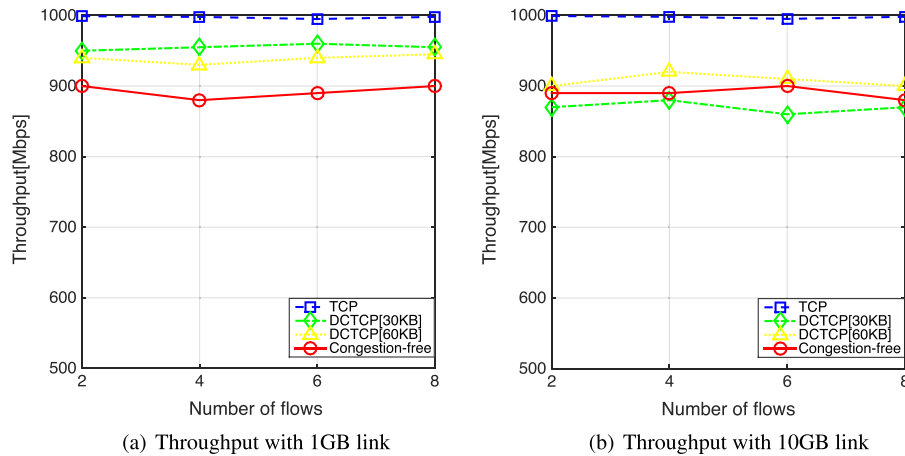 1000
900
800
700
600
500
Throughput[Mbps]
2 4 6 8
Number of flows
TCP
DCTCP[30KB]
DCTCP[60KB]
Congestion-free
(a) Throughput with 1GB link
1000
900
800
700
600
500
Throughput[Mbps]
2 4 6 8
Number of flows
TCP
DCTCP[30KB]
DCTCP[60KB]
Congestion-free
(b) Throughput with 10GB link